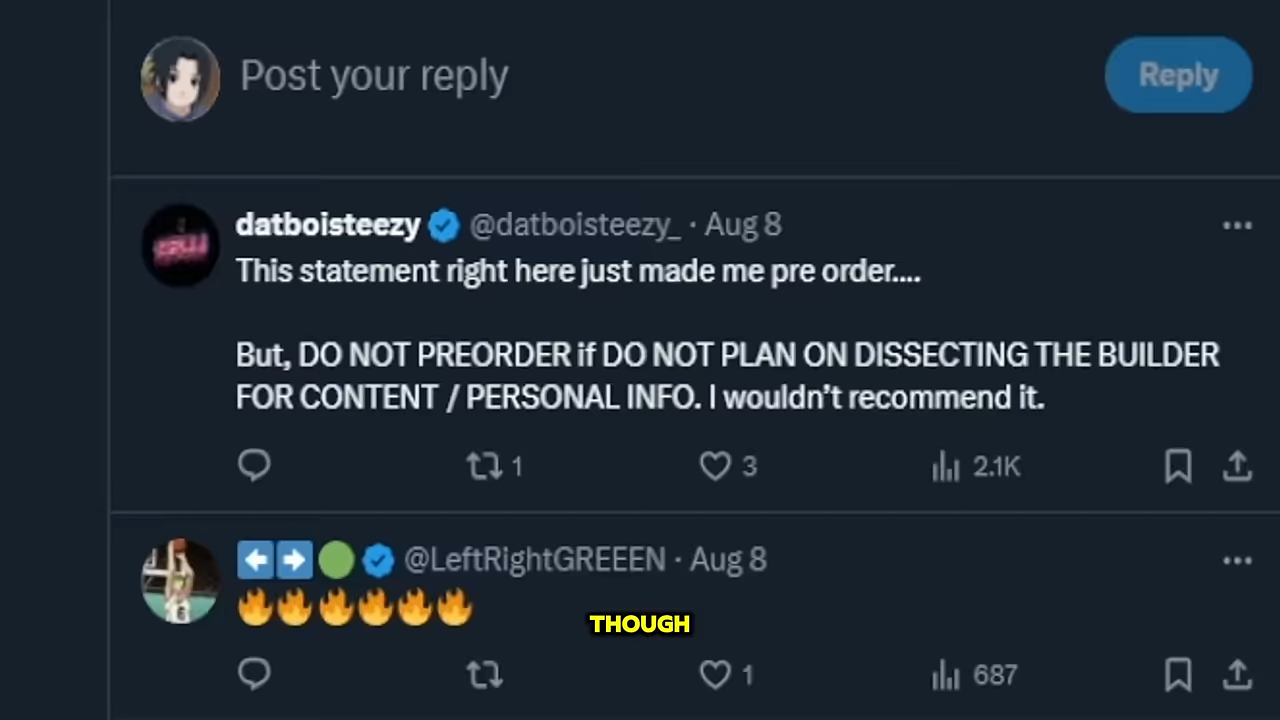 Post your reply
Reply
datboisteezy @datboisteezy_ · Aug 8
This statement right here just made me pre order....
But, DO NOT PREORDER if DO NOT PLAN ON DISSECTING THE BUILDER
FOR CONTENT / PERSONAL INFO. I wouldn't recommend it.
1 3 2.1K
⬅️➡️🟢 @LeftRightGREEEN · Aug 8
🔥🔥🔥🔥🔥🔥
THOUGH
1 687